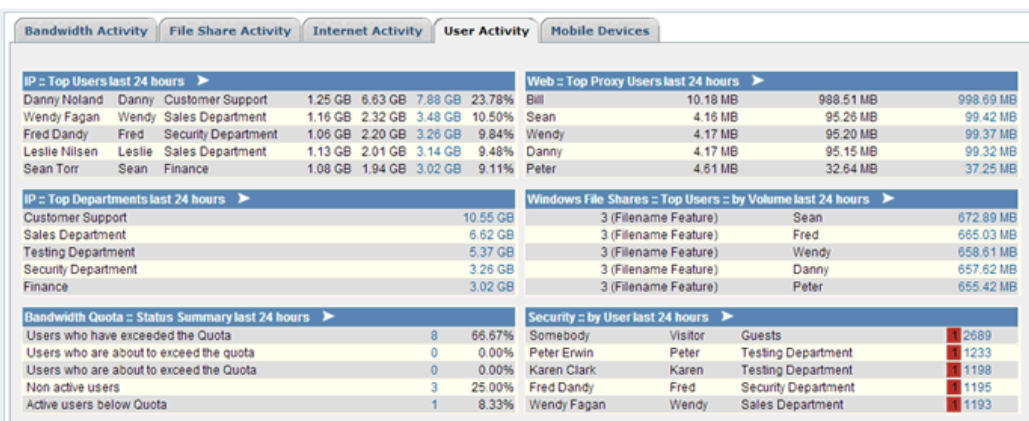 Bandwidth Activity File Share Activity Internet Activity User Activity Mobile Devices
IP :: Top Users last 24 hours
Danny Noland Danny Customer Support 1.25 GB 6.63 GB 7.88 GB 23.78%
Wendy Fagan Wendy Sales Department 1.16 GB 2.32 GB 3.48 GB 10.50%
Fred Dandy Fred Security Department 1.06 GB 2.20 GB 3.26 GB 9.84%
Leslie Nilsen Leslie Sales Department 1.13 GB 2.01 GB 3.14 GB 9.48%
Sean Torr Sean Finance 1.08 GB 1.94 GB 3.02 GB 9.11%
Web :: Top Proxy Users last 24 hours
Bill 10.18 MB 988.51 MB 998.69 MB
Sean 4.16 MB 95.26 MB 99.42 MB
Wendy 4.17 MB 95.20 MB 99.37 MB
Danny 4.17 MB 95.15 MB 99.32 MB
Peter 4.61 MB 32.64 MB 37.25 MB
IP :: Top Departments last 24 hours
Customer Support 10.55 GB
Sales Department 6.62 GB
Testing Department 5.37 GB
Security Department 3.26 GB
Finance 3.02 GB
Windows File Shares :: Top Users :: by Volume last 24 hours
3 (Filename Feature) Sean 672.89 MB
3 (Filename Feature) Fred 665.03 MB
3 (Filename Feature) Wendy 658.61 MB
3 (Filename Feature) Danny 657.62 MB
3 (Filename Feature) Peter 655.42 MB
Bandwidth Quota :: Status Summary last 24 hours
Users who have exceeded the Quota 8 66.67%
Users who are about to exceed the quota 0 0.00%
Users who are about to exceed the Quota 0 0.00%
Non active users 3 25.00%
Active users below Quota 1 8.33%
Security :: by User last 24 hours
Somebody Visitor Guests 1 2689
Peter Erwin Peter Testing Department 1 1233
Karen Clark Karen Testing Department 1 1198
Fred Dandy Fred Security Department 1 1195
Wendy Fagan Wendy Sales Department 1 1193